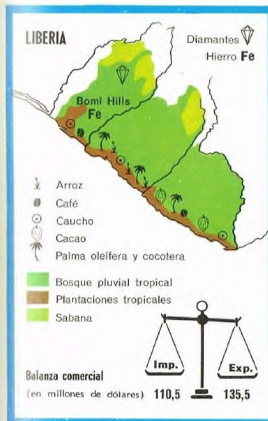 LIBERIA
Diamantes
Hierro Fe
Bomi Hills
Fe
Arroz
Café
Caucho
Cacao
Palma oleífera y cocotera
Bosque pluvial tropical
Plantaciones tropicales
Sabana
Imp.
Exp.
Balanza comercial
(en millones de dólares) 110,5 135,5